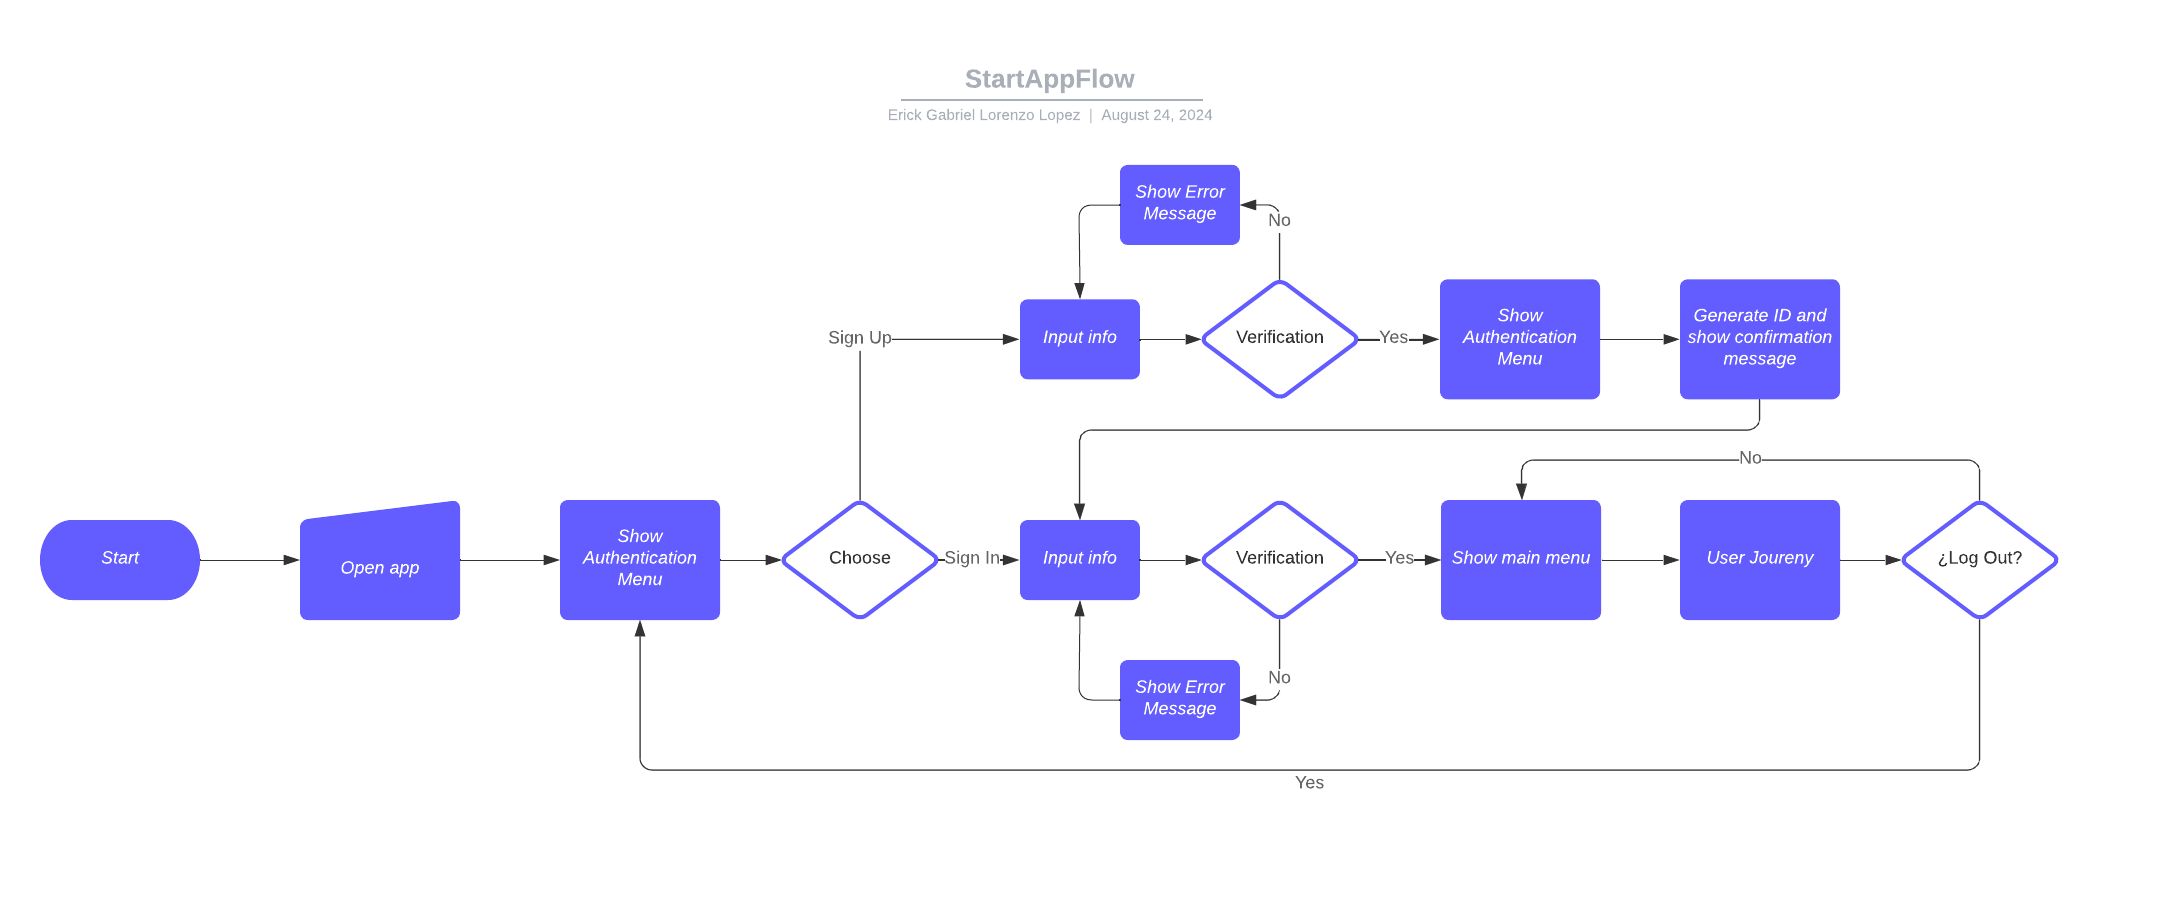 StartAppFlow
Erick Gabriel Lorenzo Lopez | August 24, 2024
Show Error
Message
No
Sign Up
Input info
Verification
Yes
Show
Authentication
Menu
Generate ID and
show confirmation
message
No
Start
Open app
Show
Authentication
Menu
Choose
Sign In
Input info
Verification
Yes
Show main menu
User Joureny
¿Log Out?
Show Error
Message
No
Yes